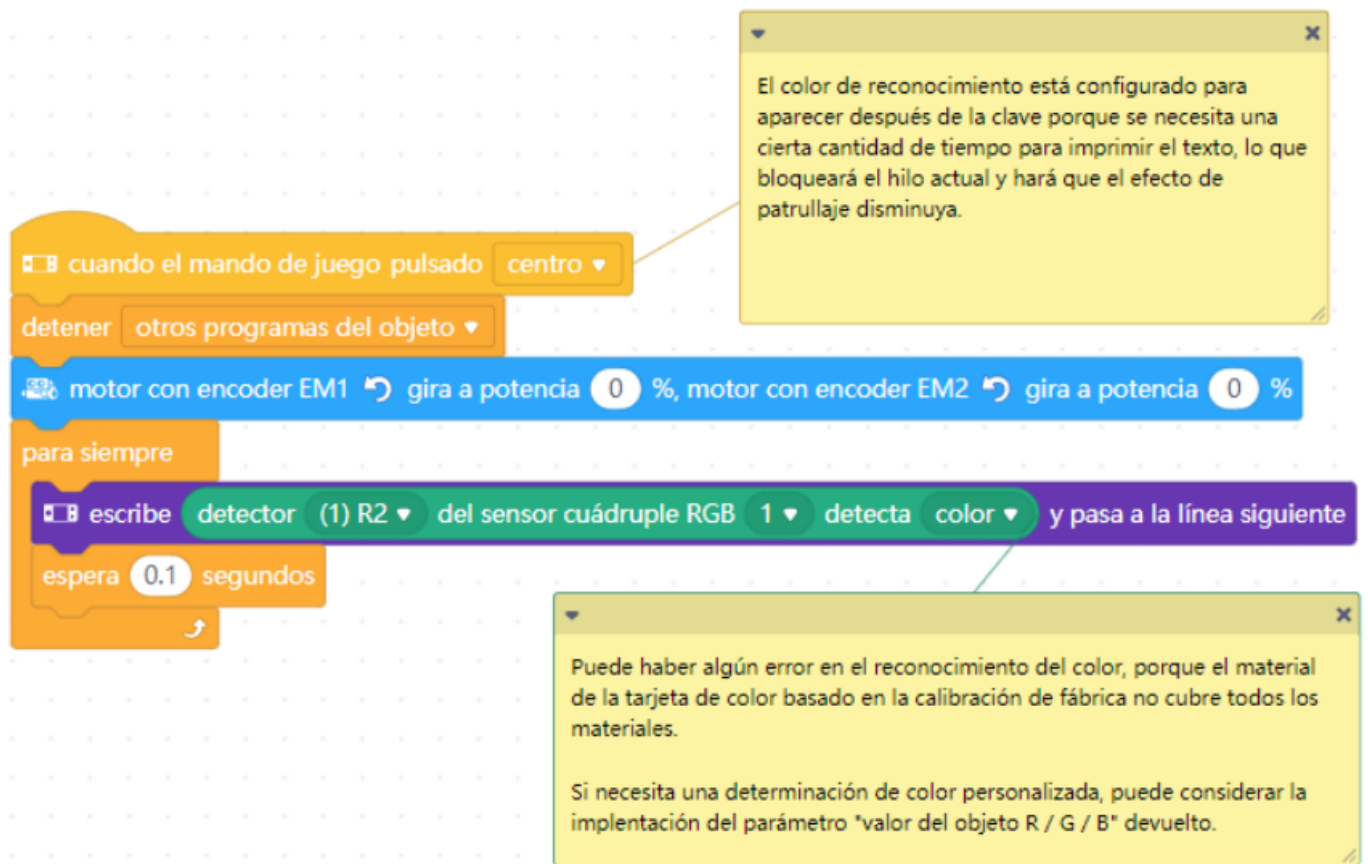 El color de reconocimiento está configurado para
aparecer después de la clave porque se necesita una
cierta cantidad de tiempo para imprimir el texto, lo que
bloqueará el hilo actual y hará que el efecto de
patrullaje disminuya.
cuando el mando de juego pulsado centro
detener otros programas del objeto
motor con encoder EM1 gira a potencia 0 %, motor con encoder EM2 gira a potencia 0 %
para siempre
escribe detector (1) R2 del sensor cuádruple RGB 1 detecta color y pasa a la línea siguiente
espera 0.1 segundos
Puede haber algún error en el reconocimiento del color, porque el material
de la tarjeta de color basado en la calibración de fábrica no cubre todos los
materiales.
Si necesita una determinación de color personalizada, puede considerar la
implentación del parámetro "valor del objeto R / G / B" devuelto.